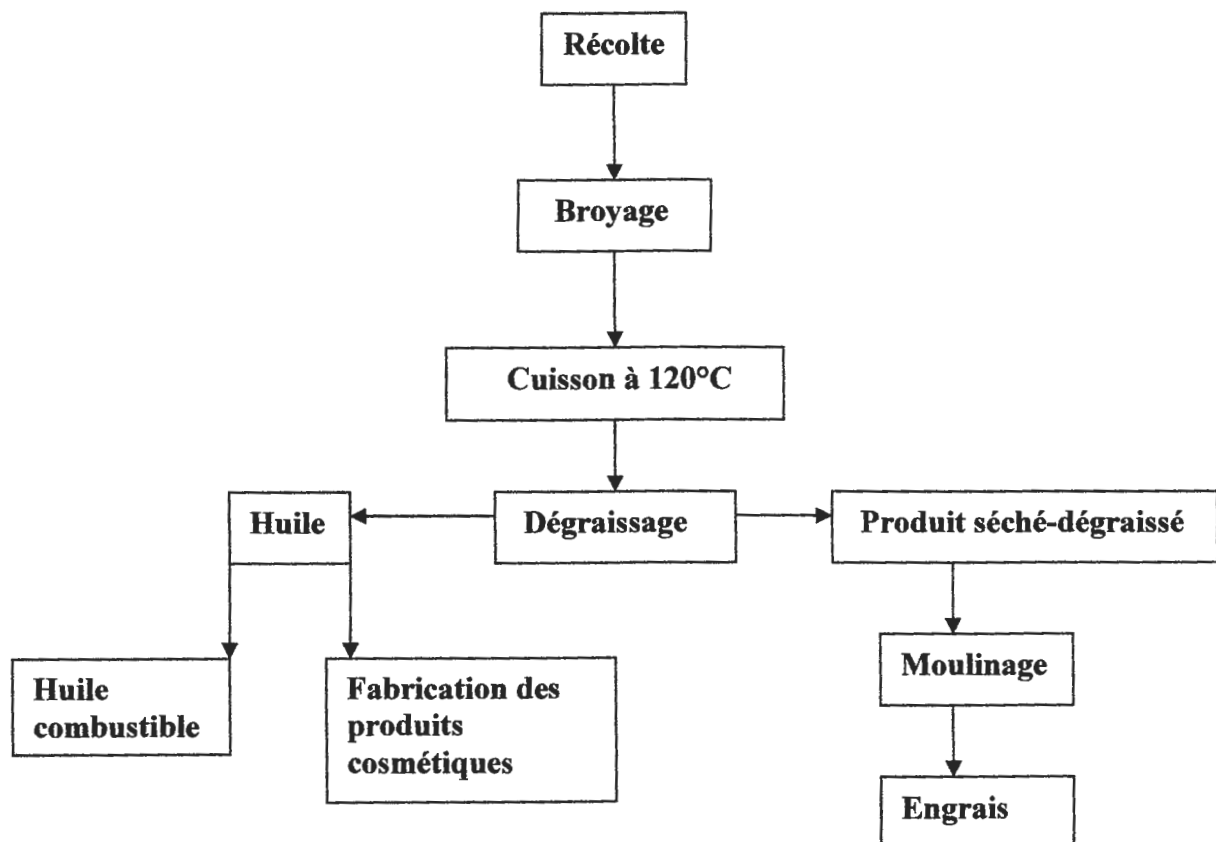 Récolte
Broyage
Cuisson à 120°C
Huile
Dégraissage
Produit séché-dégraissé
Huile
combustible
Fabrication des
produits
cosmétiques
Moulinage
Engrais